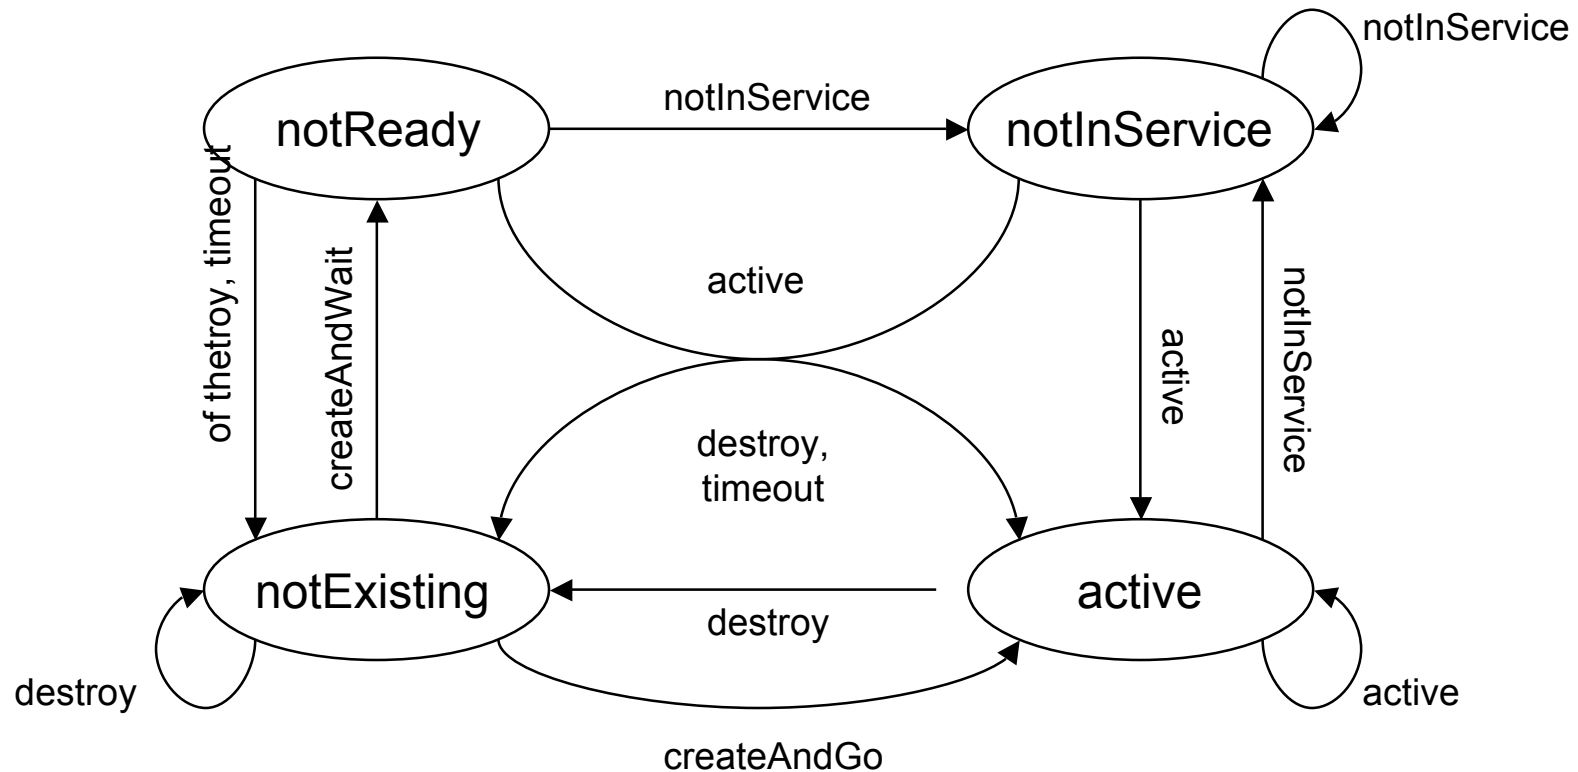 notInService
notInService
notReady
notInService
of thetroy, timeout
createAndWait
active
active
notInService
destroy,
timeout
notExisting
active
destroy
destroy
active
createAndGo